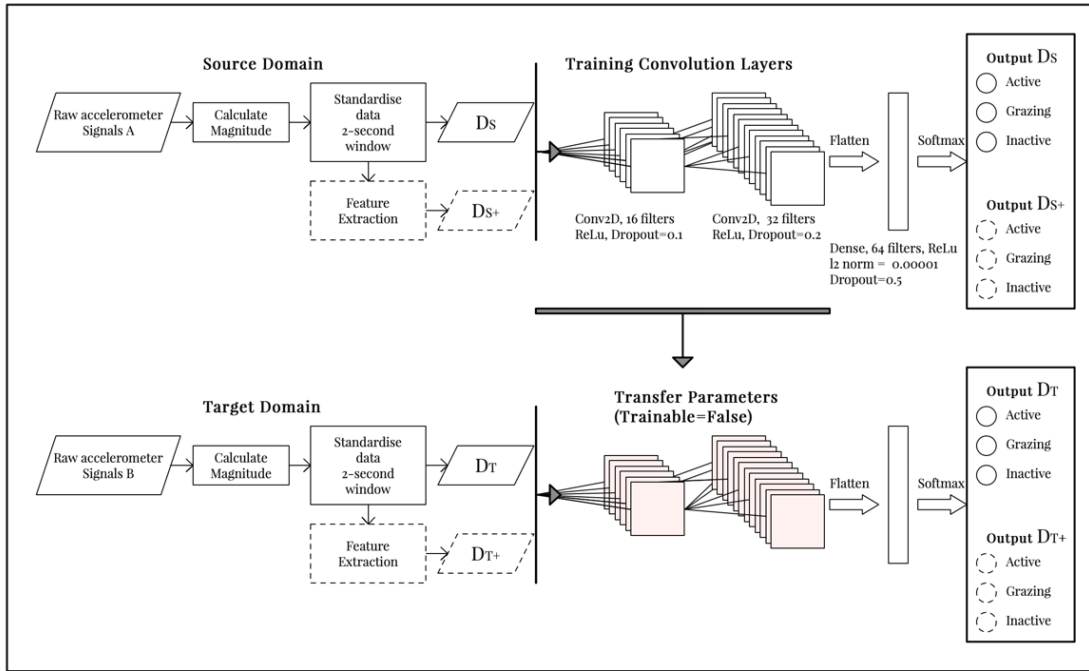 Source Domain
Raw accelerometer
Signals A
Calculate
Magnitude
Standardise
data
2-second
window
DS
Feature
Extraction
DS+
Training Convolution Layers
Conv2D, 16 filters
ReLu, Dropout=0.1
Conv2D, 32 filters
ReLu, Dropout=0.2
Flatten
Dense, 64 filters, ReLu
l2 norm = 0.00001
Dropout=0.5
Softmax
Output DS
Active
Grazing
Inactive
Output DS+
Active
Grazing
Inactive
Target Domain
Raw accelerometer
Signals B
Calculate
Magnitude
Standardise
data
2-second
window
DT
Feature
Extraction
DT+
Transfer Parameters
(Trainable=False)
Flatten
Softmax
Output DT
Active
Grazing
Inactive
Output DT+
Active
Grazing
Inactive